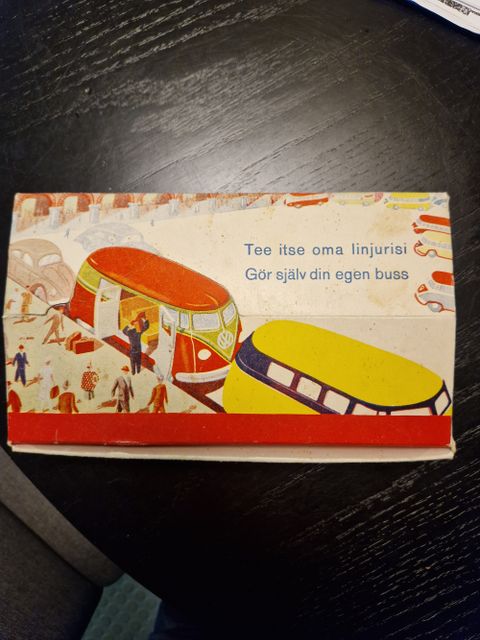 Tee itse oma linjurisi
Gör själv din egen buss